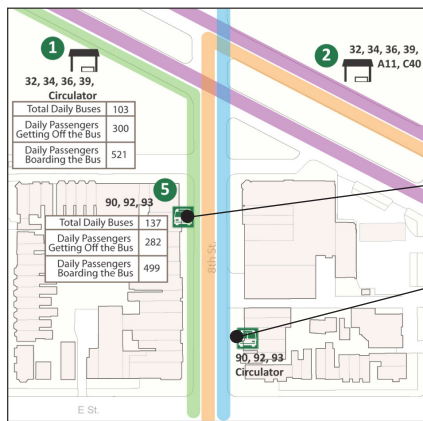 1
32, 34, 36, 39,
Circulator
Total Daily Buses 103
Daily Passengers
Getting Off the Bus 300
Daily Passengers
Boarding the Bus 521
2
32, 34, 36, 39,
A11, C40
5
90, 92, 93
Total Daily Buses 137
Daily Passengers
Getting Off the Bus 282
Daily Passengers
Boarding the Bus 499
8th St.
90, 92, 93
Circulator
E St.